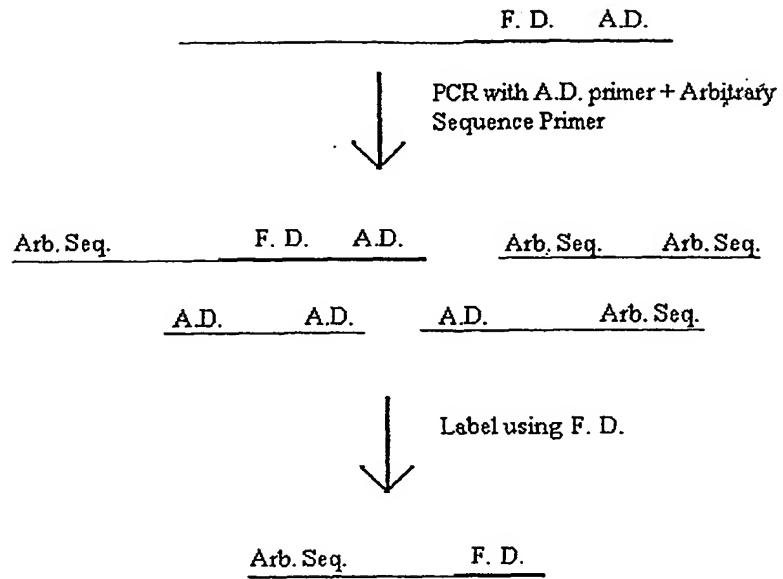 F. D. A.D.
PCR with A.D. primer + Arbitrary
Sequence Primer
Arb. Seq. F. D. A.D. Arb. Seq. Arb. Seq.
A.D. A.D. A.D. Arb. Seq.
Label using F. D.
Arb. Seq. F. D.